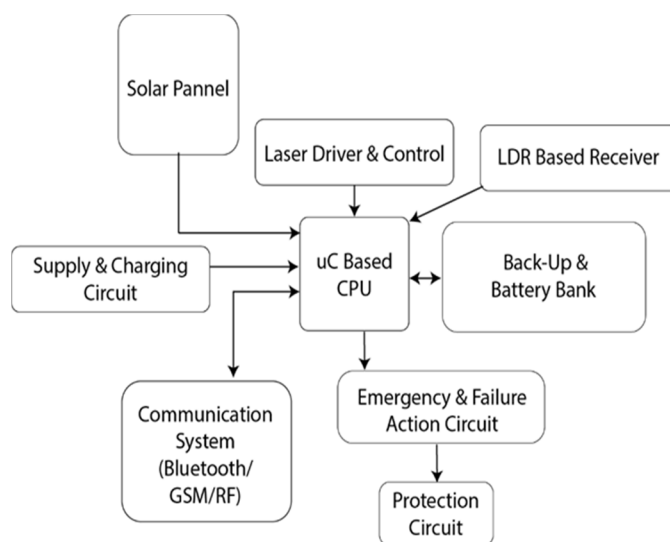 Solar Pannel
Laser Driver & Control
LDR Based Receiver
Supply & Charging
Circuit
uC Based
CPU
Back-Up &
Battery Bank
Communication
System
(Bluetooth/
GSM/RF)
Emergency & Failure
Action Circuit
Protection
Circuit